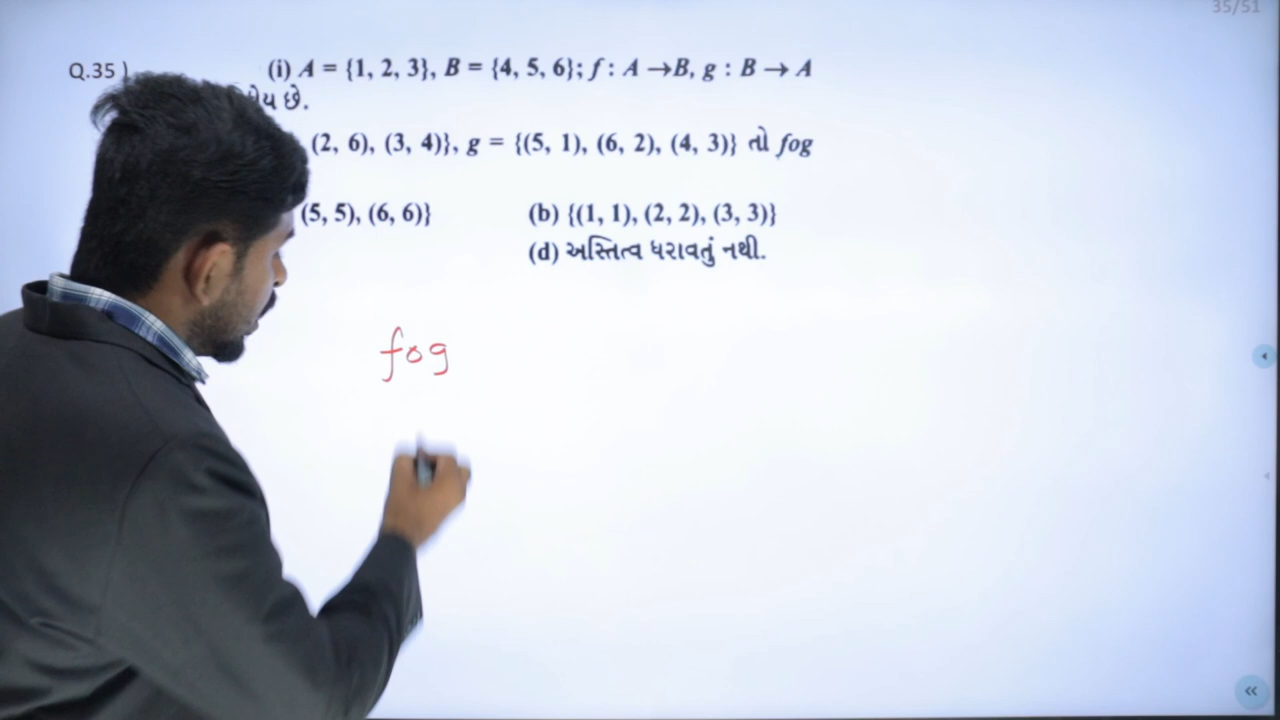 35/51
Q.35 ) (i) A = {1, 2, 3}, B = {4, 5, 6}; f : A →B, g : B → A
છે.
(2, 6), (3, 4)}, g = {(5, 1), (6, 2), (4, 3)} તો fog
(5, 5), (6, 6)} (b) {(1, 1), (2, 2), (3, 3)}
(d) અસ્તિત્વ ધરાવતું નથી.
fog